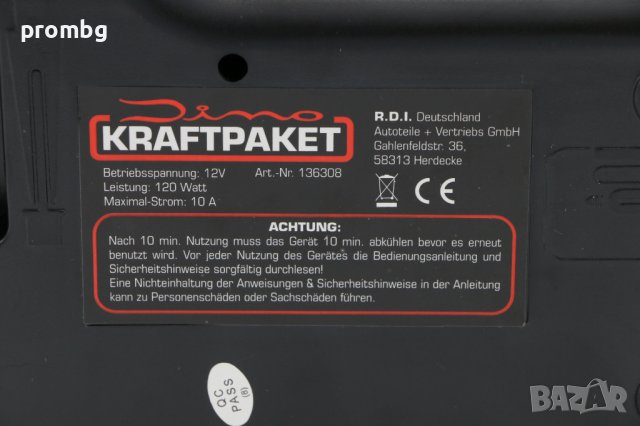 prombg
Dino
KRAFTPAKET
Betriebsspannung: 12V Art.-Nr. 136308
Leistung: 120 Watt
Maximal-Strom: 10 A
R.D.I. Deutschland
Autoteile + Vertriebs GmbH
Gahlenfeldstr. 36,
58313 Herdecke
CE
ACHTUNG:
Nach 10 min. Nutzung muss das Gerät 10 min. abkühlen bevor es erneut
benutzt wird. Vor jeder Nutzung des Gerätes die Bedienungsanleitung und
Sicherheitshinweise sorgfältig durchlesen!
Eine Nichteinhaltung der Anweisungen & Sicherheitshinweise in der Anleitung
kann zu Personenschäden oder Sachschäden führen.
QC
PASS
(8)
BAZAR